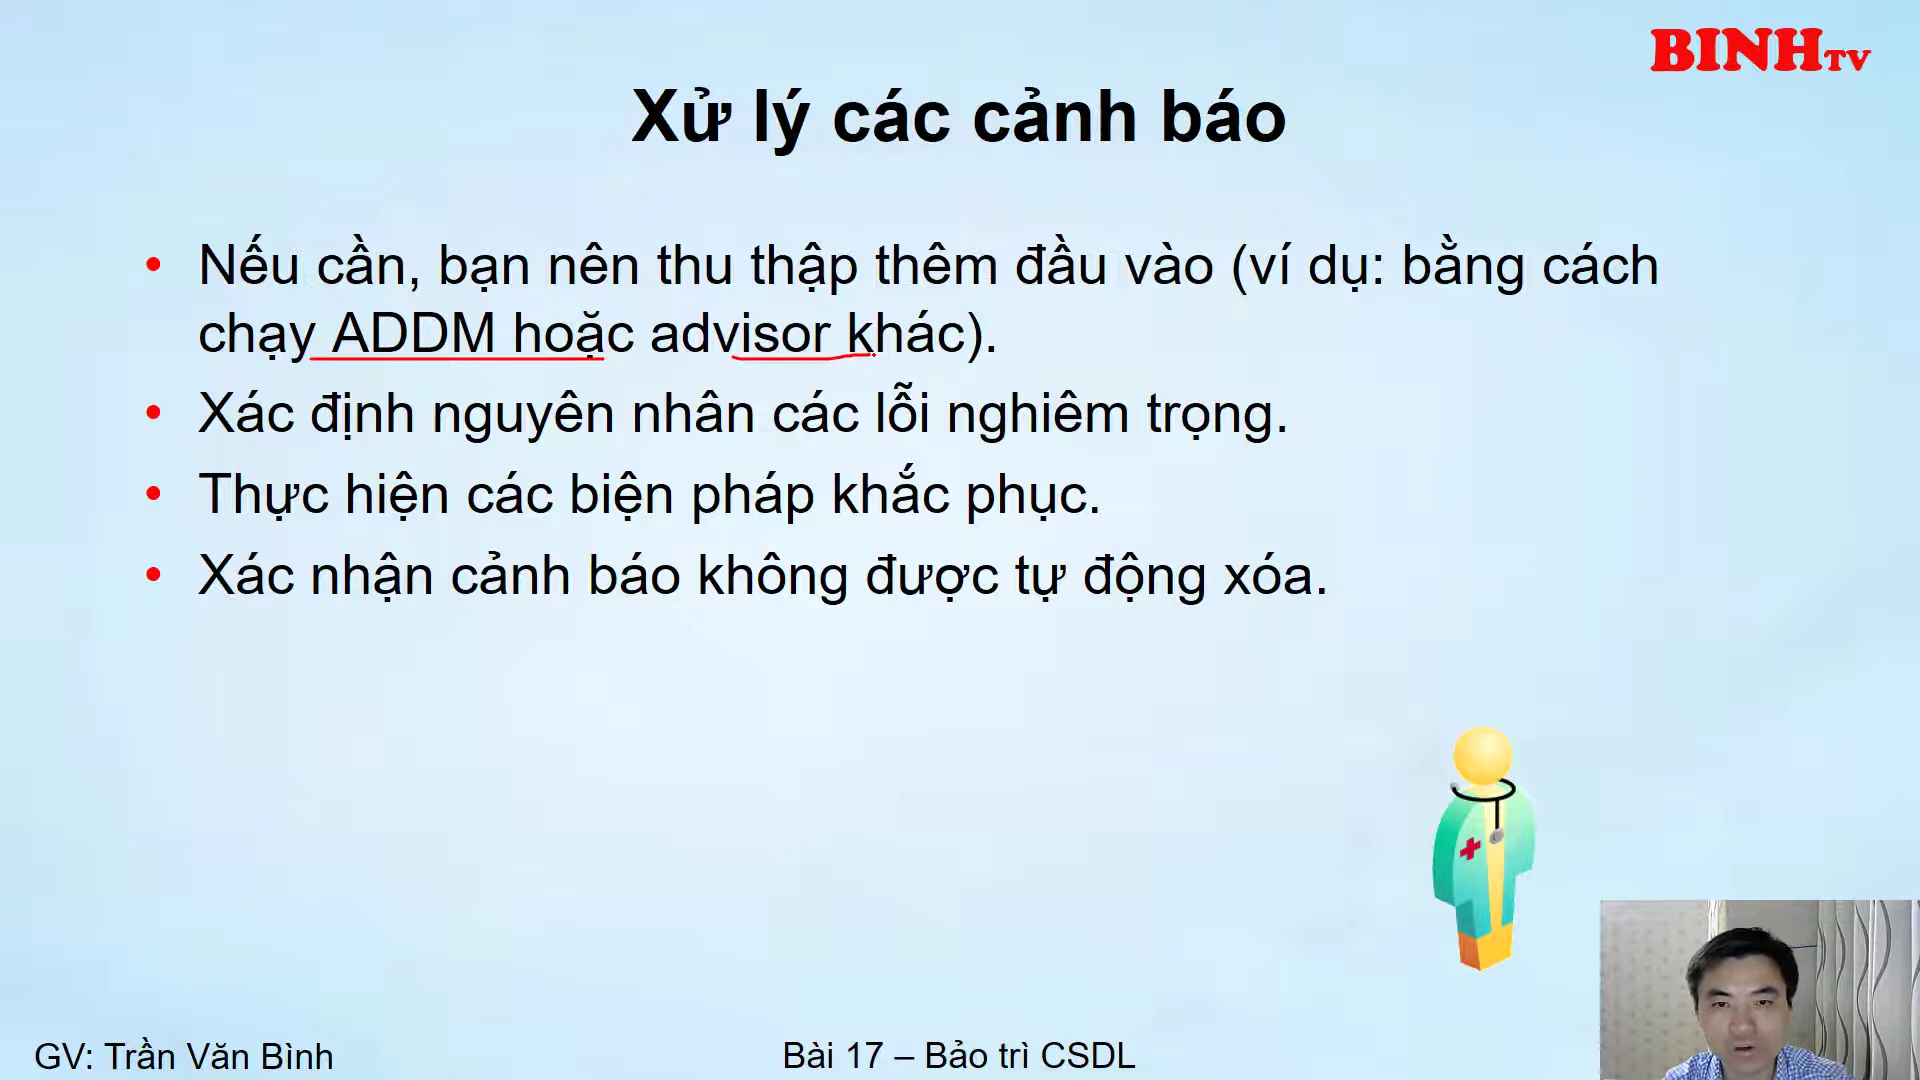 BINH TV
Xử lý các cảnh báo
• Nếu cần, bạn nên thu thập thêm đầu vào (ví dụ: bằng cách
chạy ADDM hoặc advisor khác).
• Xác định nguyên nhân các lỗi nghiêm trọng.
• Thực hiện các biện pháp khắc phục.
• Xác nhận cảnh báo không được tự động xóa.
GV: Trần Văn Bình
Bài 17 – Bảo trì CSDL